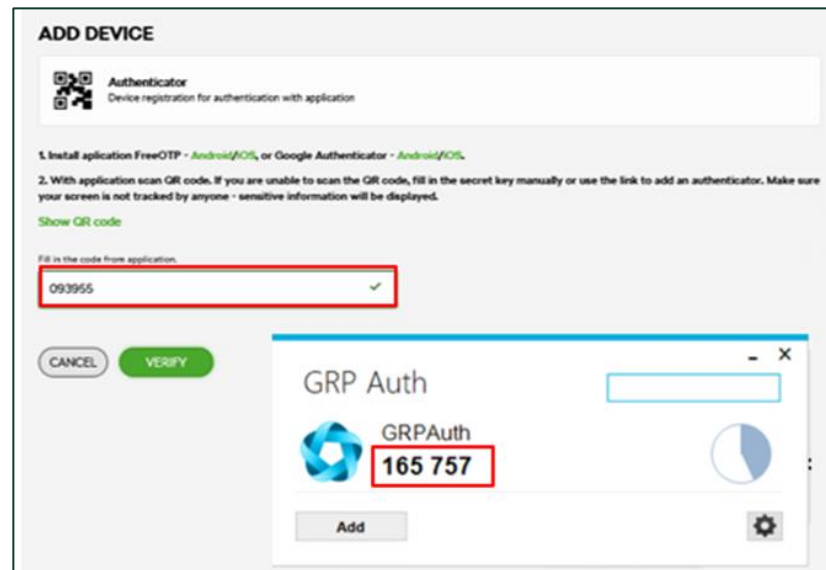 ADD DEVICE
Authenticator
Device registration for authentication with application
1. Install aplication FreeOTP - Android/iOS, or Google Authenticator - Android/iOS.
2. With application scan QR code. If you are unable to scan the QR code, fill in the secret key manually or use the link to add an authenticator. Make sure
your screen is not tracked by anyone - sensitive information will be displayed.
Show QR code
Fill in the code from application.
093955
CANCEL
VERIFY
GRP Auth
GRPAuth
165 757
Add